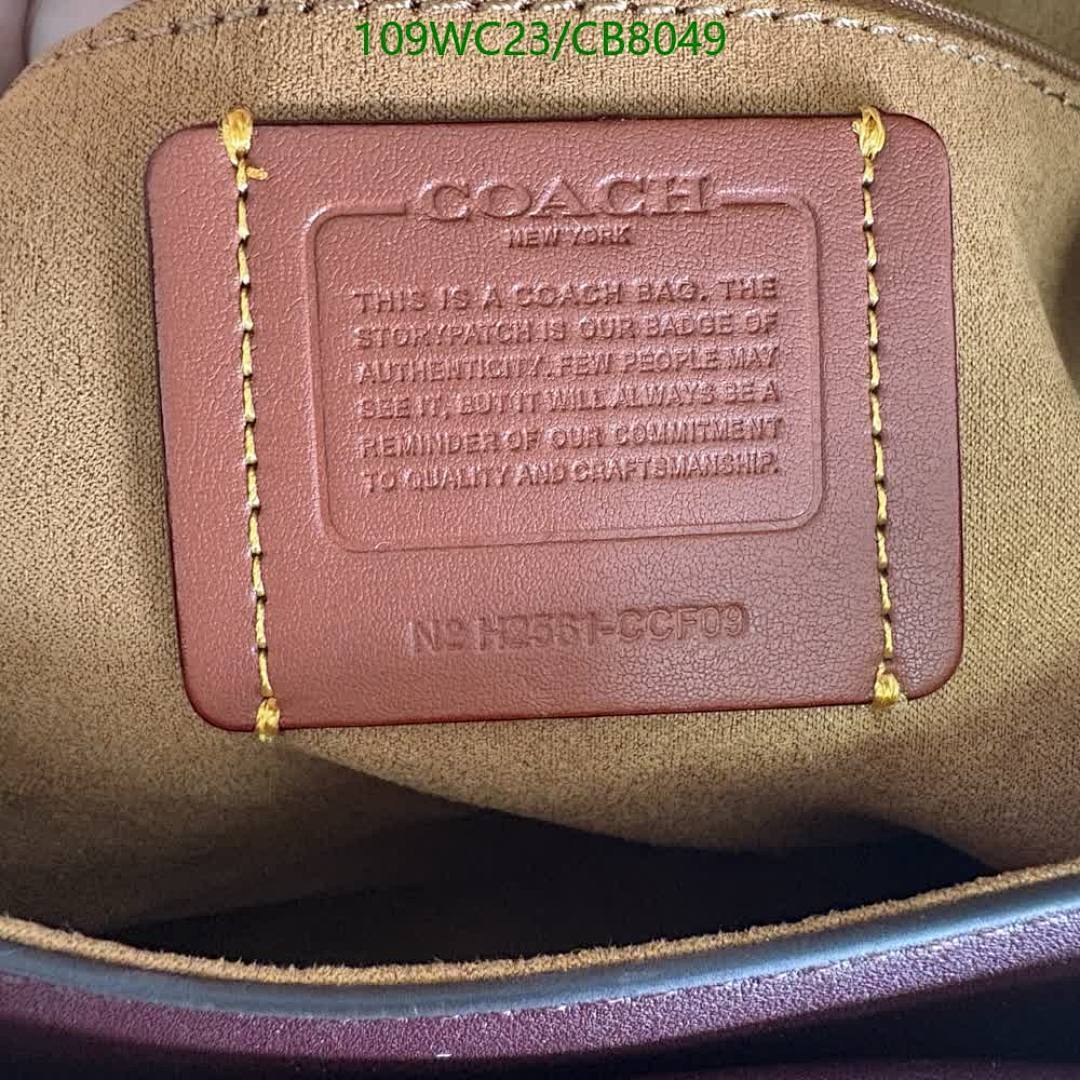 109WC23/CB8049
COACH
NEW YORK
THIS IS A COACH BAG. THE
STORYPATCH IS OUR BADGE OF
AUTHENTICITY. FEW PEOPLE MAY
SEE IT, BUT IT WILL ALWAYS BE A
REMINDER OF OUR COMMITMENT
TO QUALITY AND CRAFTSMANSHIP.
No H2561-CCF09